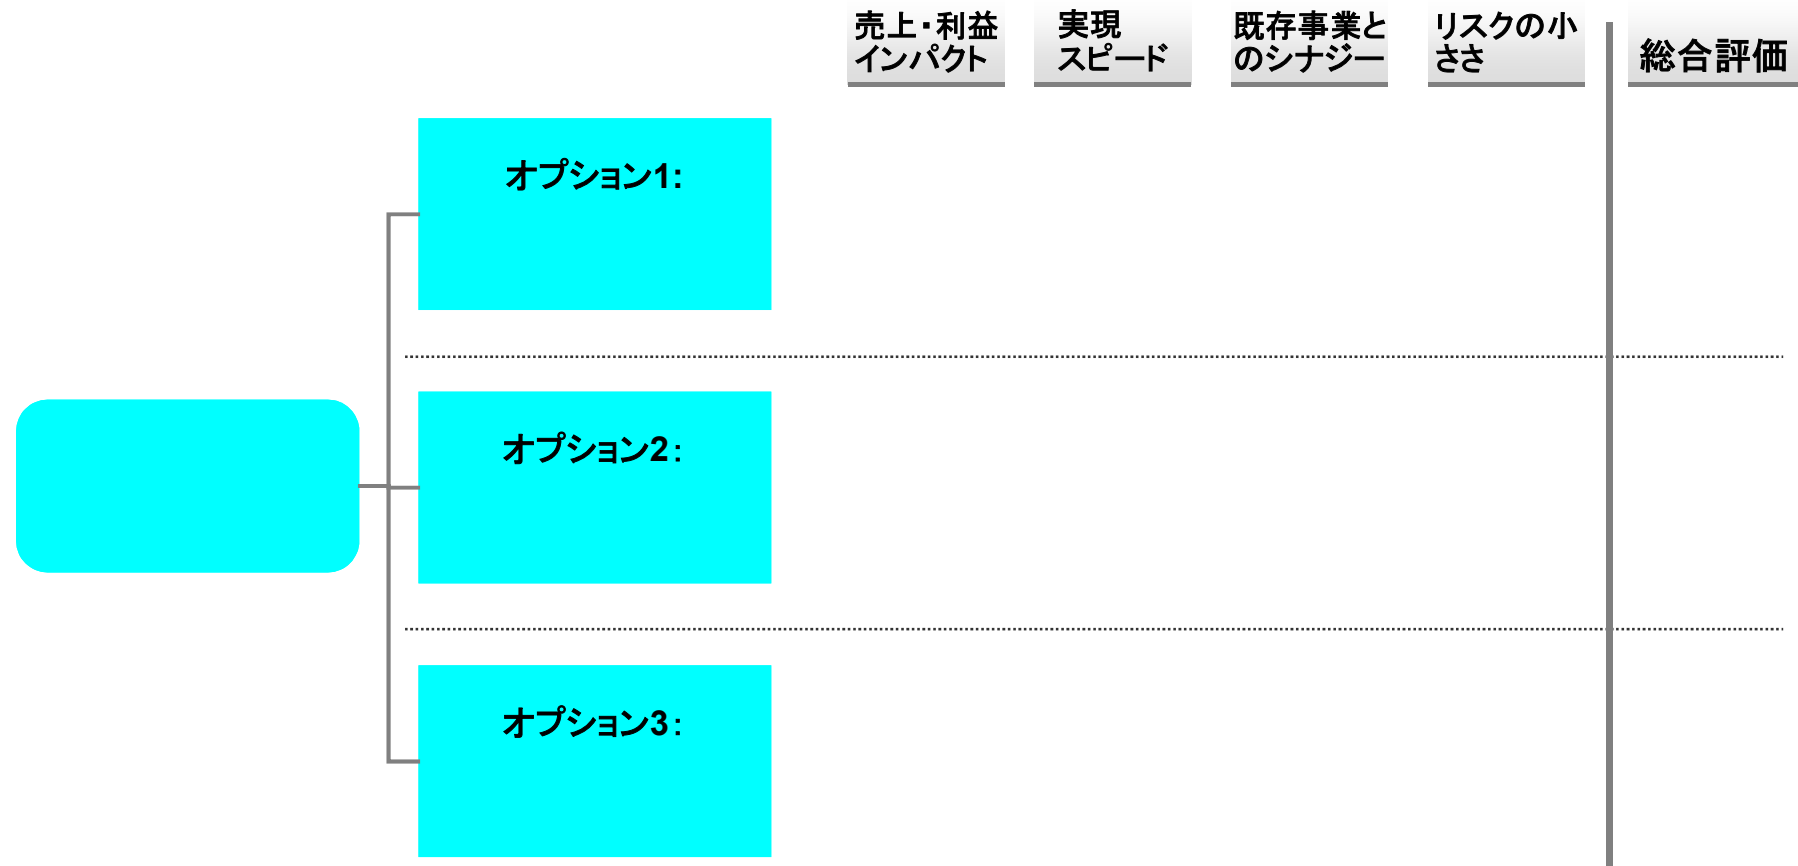 売上・利益
インパクト
実現
スピード
既存事業と
のシナジー
リスクの小
ささ
総合評価
オプション1:
オプション2:
オプション3: